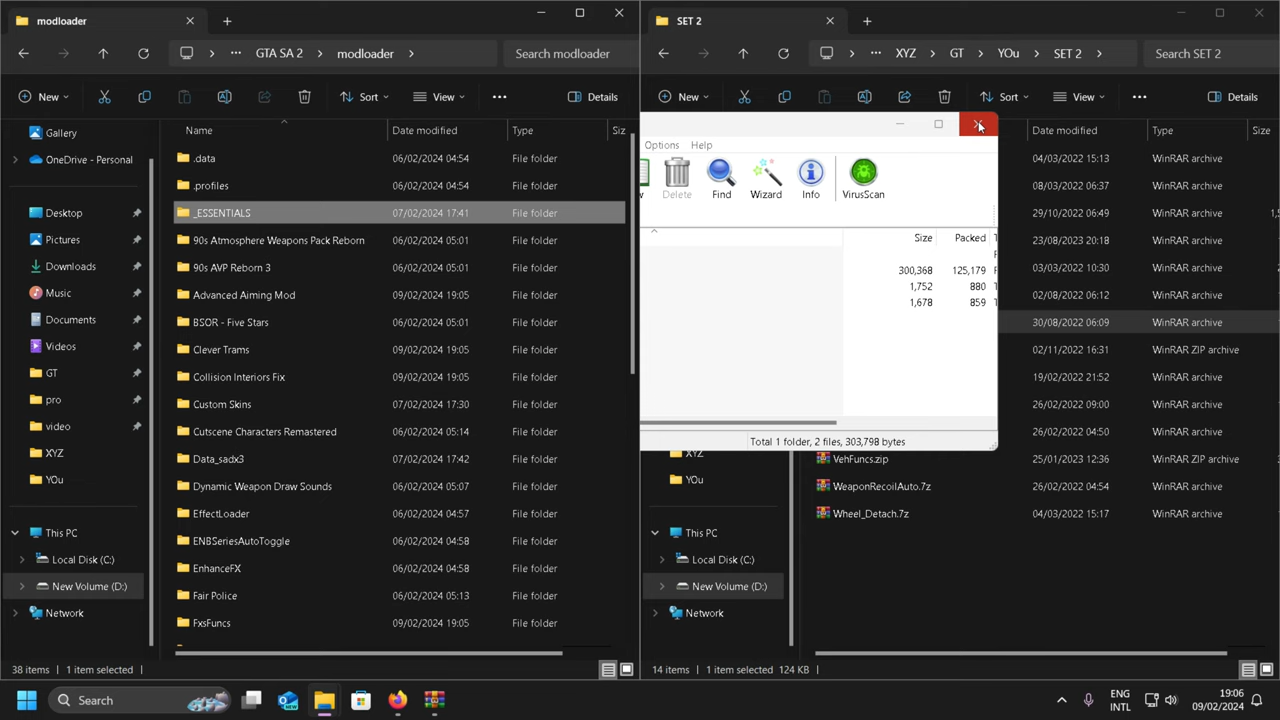 modloader
GTA SA 2
modloader
Search modloader
New
Sort
View
Details
Gallery
OneDrive - Personal
Desktop
Pictures
Downloads
Music
Documents
Videos
GT
pro
video
XYZ
YOu
This PC
Local Disk (C:)
New Volume (D:)
Network
Name Date modified Type Siz
.data 06/02/2024 04:54 File folder
.profiles 06/02/2024 04:54 File folder
_ESSENTIALS 07/02/2024 17:41 File folder
90s Atmosphere Weapons Pack Reborn 06/02/2024 05:01 File folder
90s AVP Reborn 3 06/02/2024 05:01 File folder
Advanced Aiming Mod 09/02/2024 19:05 File folder
BSOR - Five Stars 06/02/2024 05:01 File folder
Clever Trams 09/02/2024 19:05 File folder
Collision Interiors Fix 09/02/2024 19:05 File folder
Custom Skins 07/02/2024 17:30 File folder
Cutscene Characters Remastered 06/02/2024 05:14 File folder
Data_sadx3 07/02/2024 17:42 File folder
Dynamic Weapon Draw Sounds 06/02/2024 05:07 File folder
EffectLoader 06/02/2024 04:57 File folder
ENBSeriesAutoToggle 06/02/2024 04:58 File folder
EnhanceFX 06/02/2024 04:58 File folder
Fair Police 06/02/2024 05:13 File folder
FxsFuncs 09/02/2024 19:05 File folder
38 items 1 item selected
SET 2
XYZ
GT
YOu
SET 2
Search SET 2
New
Sort
View
Details
Options Help
w Delete Find Wizard Info VirusScan
Size Packed T
F
300,368 125,179 F
1,752 880 T
1,678 859 T
Total 1 folder, 2 files, 303,798 bytes
Date modified Type Siz
04/03/2022 15:13 WinRAR archive
08/03/2022 06:37 WinRAR archive
29/10/2022 06:49 WinRAR archive 1,5
23/08/2023 20:18 WinRAR archive
03/03/2022 10:30 WinRAR archive
02/08/2022 06:12 WinRAR archive
30/08/2022 06:09 WinRAR archive
02/11/2022 16:31 WinRAR ZIP archive
19/02/2022 21:52 WinRAR archive
26/02/2022 09:00 WinRAR archive
26/02/2022 04:50 WinRAR archive 1,
VehFuncs.zip 25/01/2023 12:36 WinRAR ZIP archive
WeaponRecoilAuto.7z 26/02/2022 04:54 WinRAR archive
Wheel_Detach.7z 04/03/2022 15:17 WinRAR archive
XYZ
YOu
This PC
Local Disk (C:)
New Volume (D:)
Network
14 items 1 item selected 124 KB
Search
ENG
INTL
19:06
09/02/2024